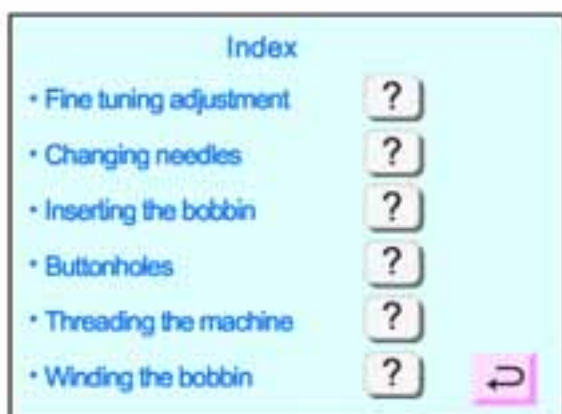 Index
• Fine tuning adjustment ?
• Changing needles ?
• Inserting the bobbin ?
• Buttonholes ?
• Threading the machine ?
• Winding the bobbin ?